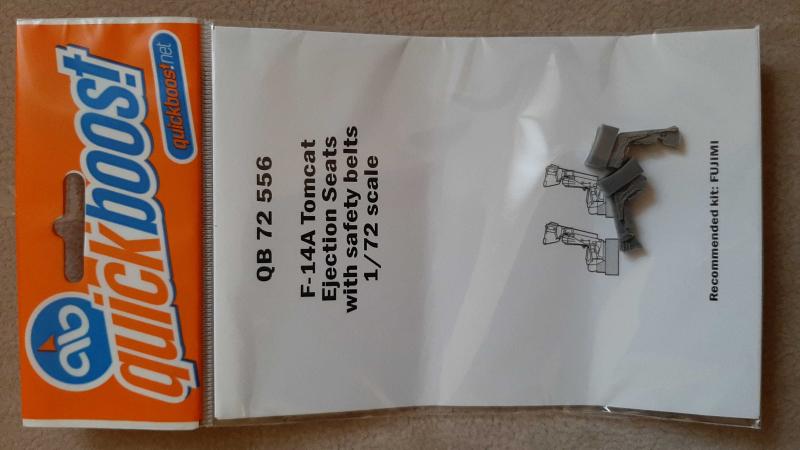 quickboost
quickboost.net
QB 72 556
F-14A Tomcat
Ejection Seats
with safety belts
1/72 scale
Recommended kit: FUJIMI